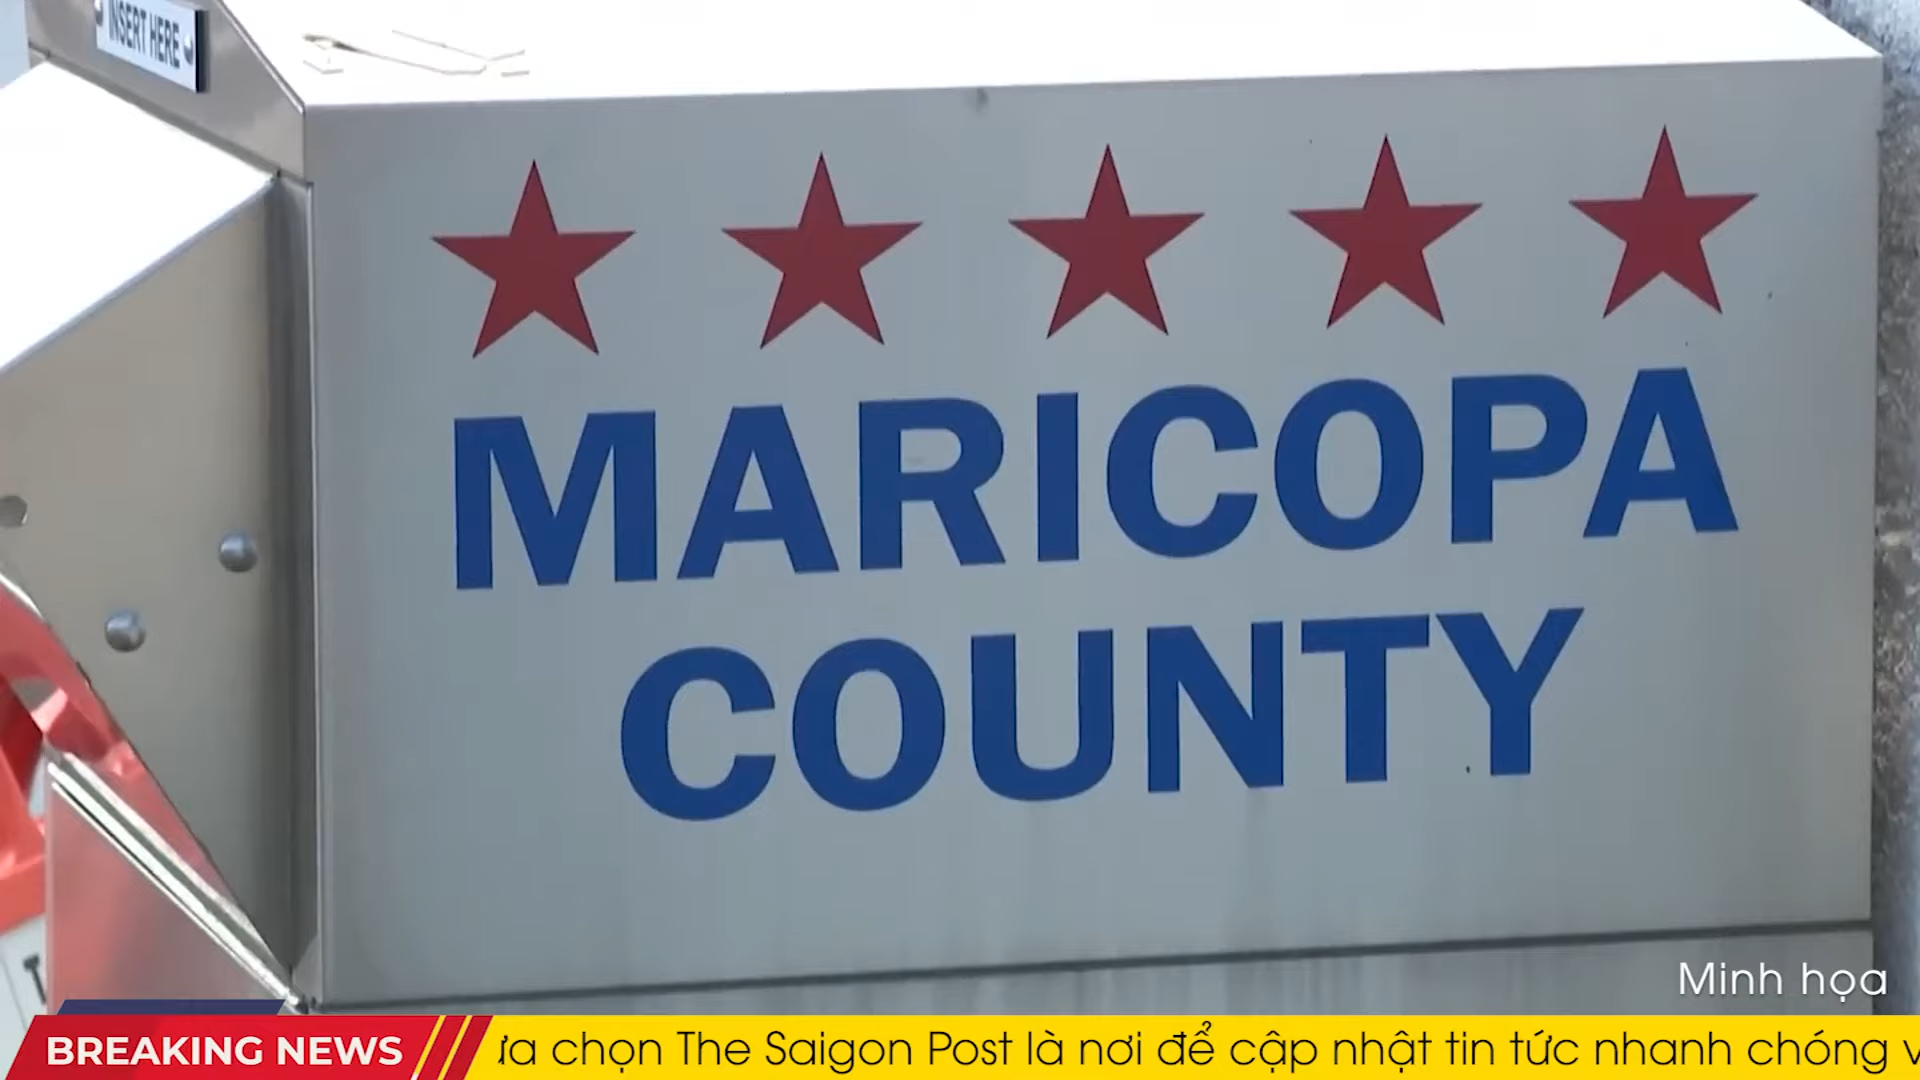 INSERT HERE
MARICOPA
COUNTY
Minh họa
BREAKING NEWS
ưa chọn The Saigon Post là nơi để cập nhật tin tức nhanh chóng v